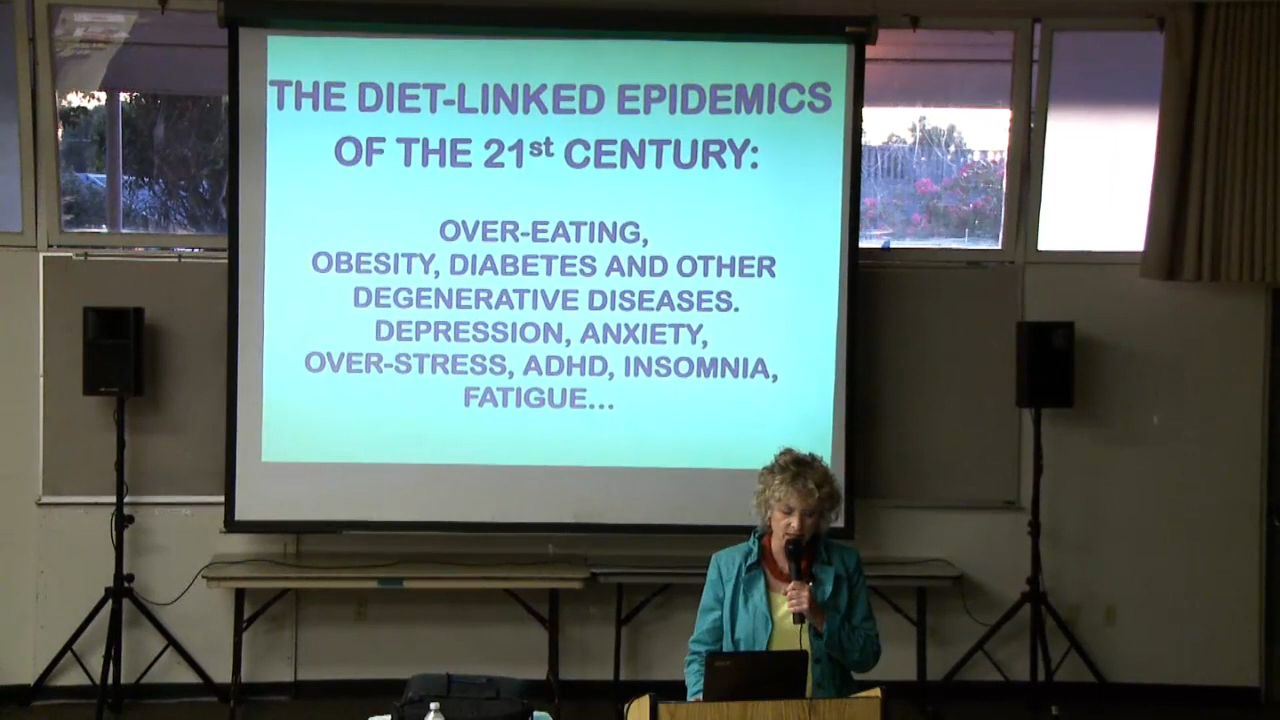 THE DIET-LINKED EPIDEMICS
OF THE 21st CENTURY:
OVER-EATING,
OBESITY, DIABETES AND OTHER
DEGENERATIVE DISEASES.
DEPRESSION, ANXIETY,
OVER-STRESS, ADHD, INSOMNIA,
FATIGUE...